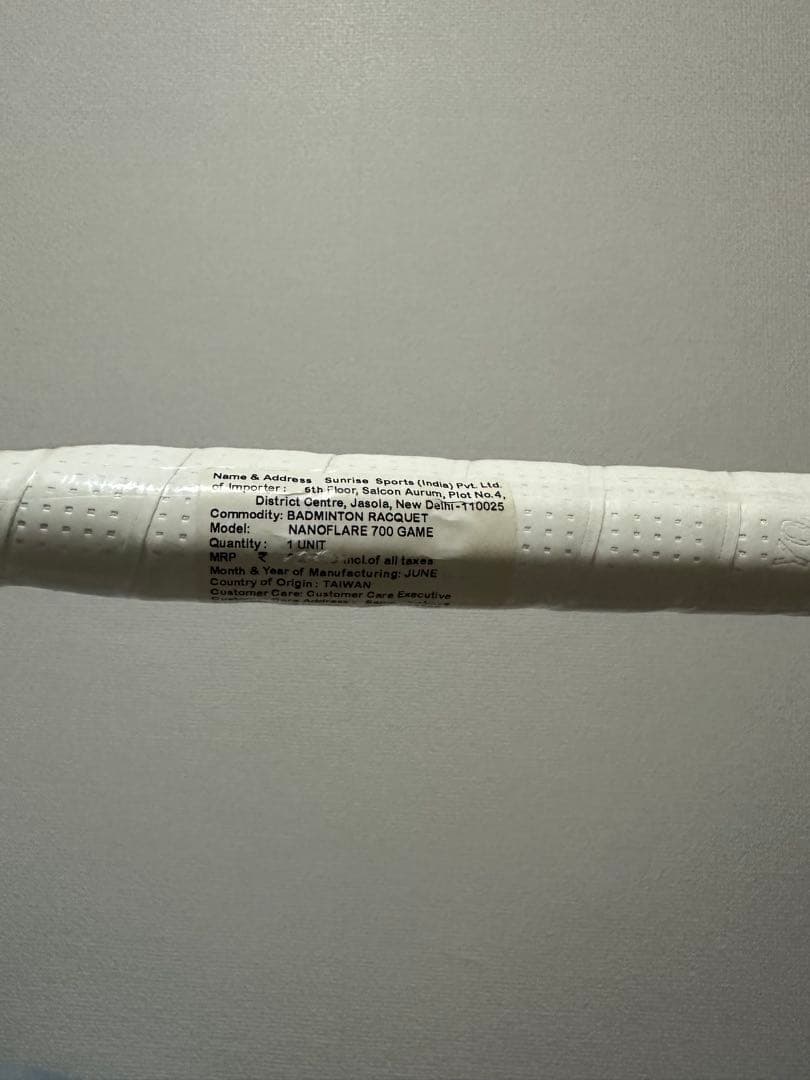 Name & Address Sunrise Sports (India) Pvt. Ltd.
of Importer : 6th Floor, Salcon Aurum, Plot No.4,
District Centre, Jasola, New Delhi-110025
Commodity: BADMINTON RACQUET
Model: NANOFLARE 700 GAME
Quantity : 1 UNIT
MRP ₹ incl.of all taxes
Month & Year of Manufacturing: JUNE
Country of Origin : TAIWAN
Customer Care: Customer Care Executive